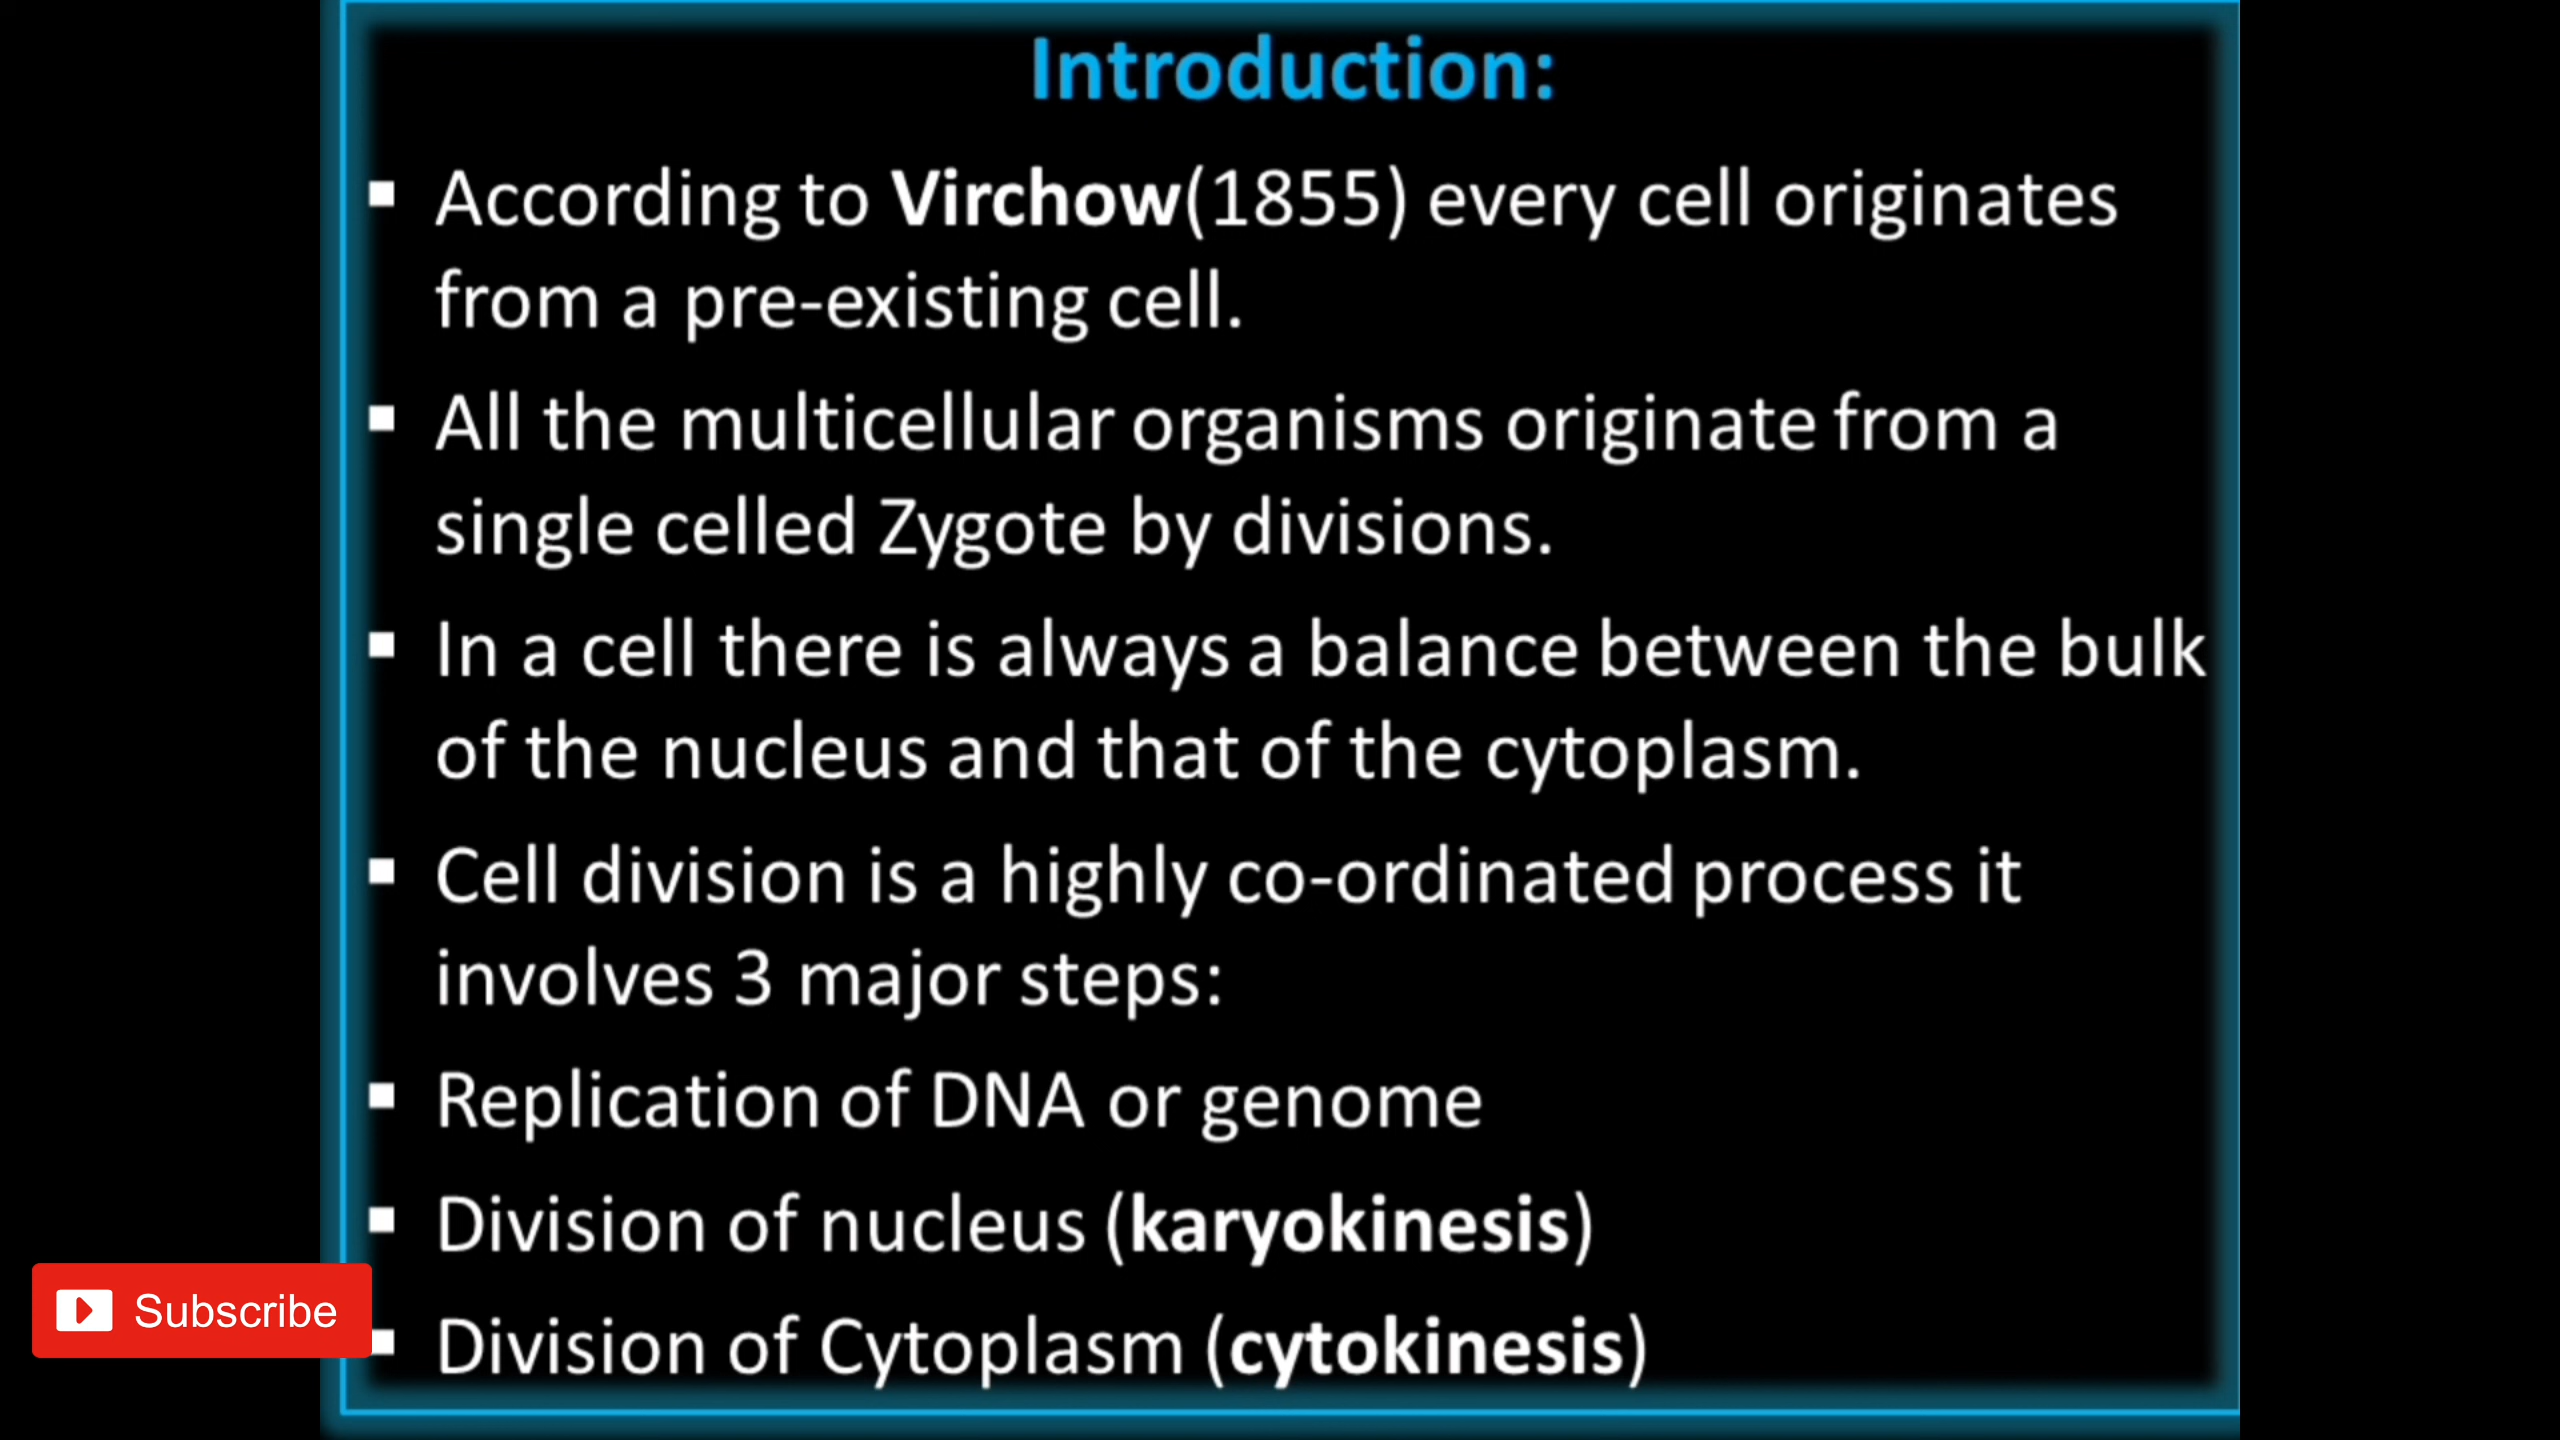 Introduction:
▪ According to Virchow(1855) every cell originates
from a pre-existing cell.
▪ All the multicellular organisms originate from a
single celled Zygote by divisions.
▪ In a cell there is always a balance between the bulk
of the nucleus and that of the cytoplasm.
▪ Cell division is a highly co-ordinated process it
involves 3 major steps:
▪ Replication of DNA or genome
▪ Division of nucleus (karyokinesis)
▪ Division of Cytoplasm (cytokinesis)
Subscribe